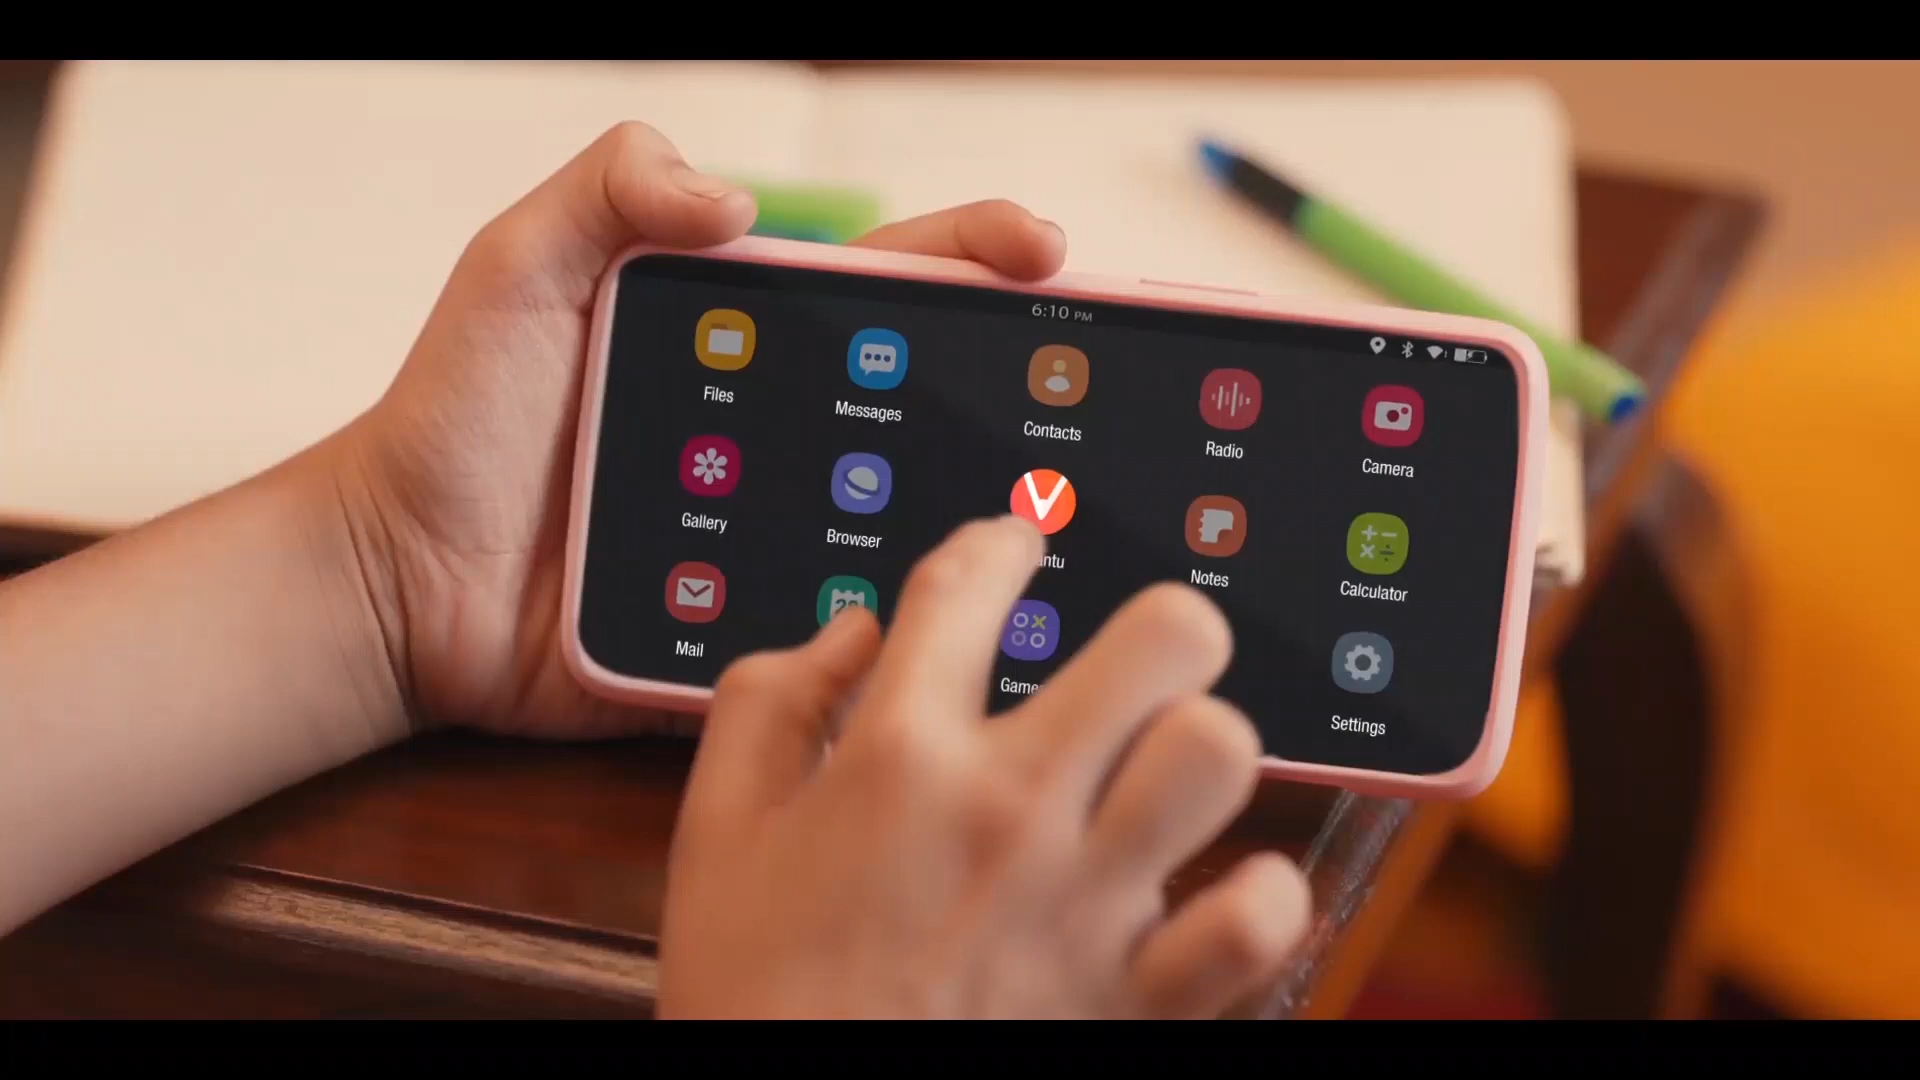 6:10 PM
Files
Messages
Contacts
Radio
Camera
Gallery
Browser
Notes
Calculator
Mail
Settings